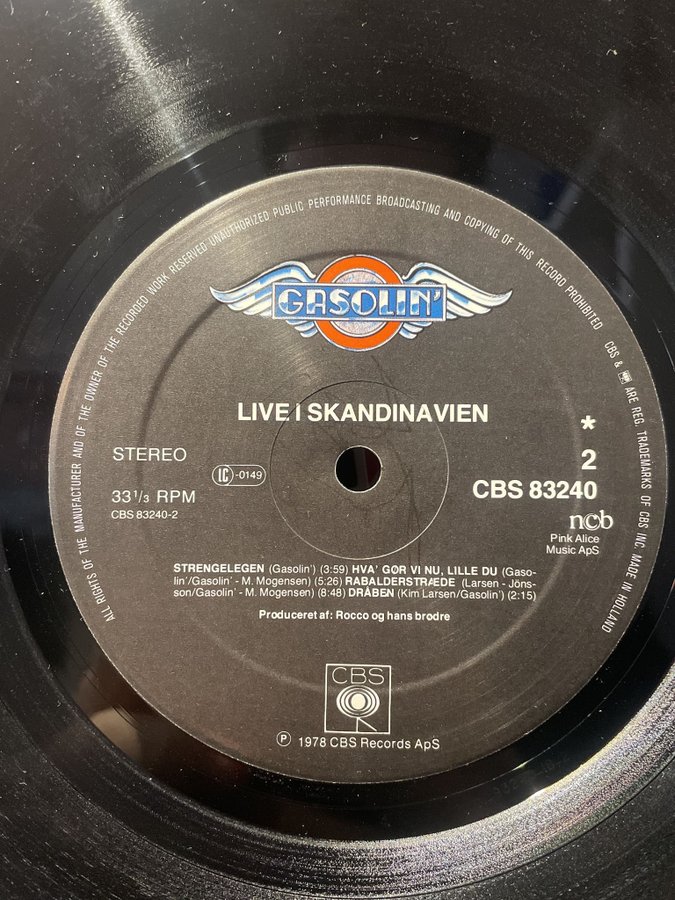 ALL RIGHTS OF THE MANUFACTURER AND OF THE OWNER OF THE RECORDED WORK RESERVED UNAUTHORIZED PUBLIC PERFORMANCE BROADCASTING AND COPYING OF THIS RECORD PROHIBITED CBS & CBS ARE REG. TRADEMARKS OF CBS INC. MADE IN HOLLAND
GASOLIN'
LIVE I SKANDINAVIEN
*
STEREO
LC -0149
2
33 1/3 RPM
CBS 83240
CBS 83240-2
ncb
Pink Alice
Music ApS
STRENGELEGEN (Gasolin') (3:59) HVA' GØR VI NU, LILLE DU (Gaso-
lin'/Gasolin' - M. Mogensen) (5:26) RABALDERSTRÆDE (Larsen - Jöns-
son/Gasolin' - M. Mogensen) (8:48) DRÅBEN (Kim Larsen/Gasolin') (2:15)
Produceret af: Rocco og hans brødre
CBS
℗ 1978 CBS Records ApS